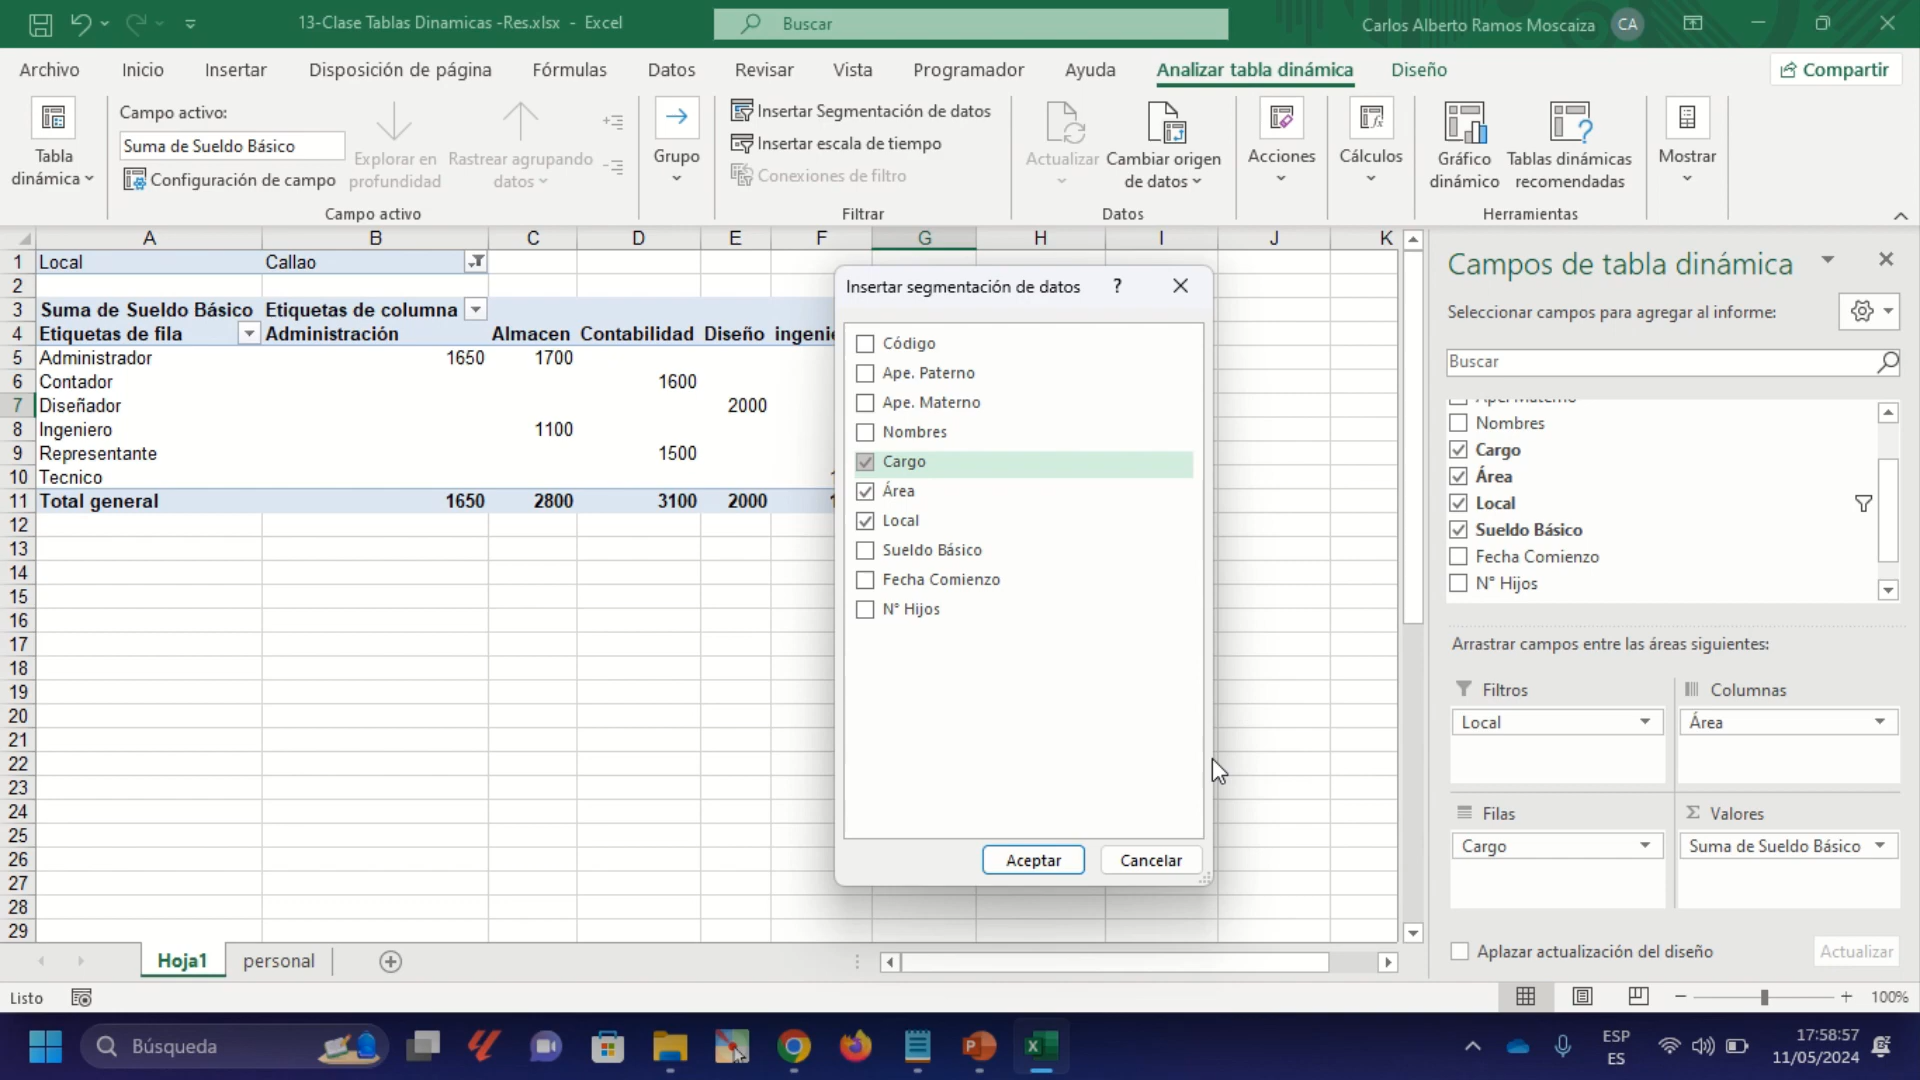 13-Clase Tablas Dinamicas -Res.xlsx - Excel
Buscar
Carlos Alberto Ramos Moscaiza
CA
Archivo
Inicio
Insertar
Disposición de página
Fórmulas
Datos
Revisar
Vista
Programador
Ayuda
Analizar tabla dinámica
Diseño
Compartir
Tabla
dinámica
Campo activo:
Suma de Sueldo Básico
Configuración de campo
Explorar en
profundidad
Rastrear agrupando
datos
Campo activo
Grupo
Insertar Segmentación de datos
Insertar escala de tiempo
Conexiones de filtro
Filtrar
Actualizar
Cambiar origen
de datos
Datos
Acciones
Cálculos
Gráfico
dinámico
Tablas dinámicas
recomendadas
Herramientas
Mostrar
A B C D E F G H I J K
1 Local Callao
2
3 Suma de Sueldo Básico Etiquetas de columna
4 Etiquetas de fila Administración Almacen Contabilidad Diseño ingenie
5 Administrador 1650 1700
6 Contador 1600
7 Diseñador 2000
8 Ingeniero 1100
9 Representante 1500
10 Tecnico
11 Total general 1650 2800 3100 2000
12
13
14
15
16
17
18
19
20
21
22
23
24
25
26
27
28
29
Insertar segmentación de datos ?
Código
Ape. Paterno
Ape. Materno
Nombres
Cargo
Área
Local
Sueldo Básico
Fecha Comienzo
N° Hijos
Aceptar
Cancelar
Campos de tabla dinámica
Seleccionar campos para agregar al informe:
Buscar
Ape. Materno
Nombres
Cargo
Área
Local
Sueldo Básico
Fecha Comienzo
N° Hijos
Arrastrar campos entre las áreas siguientes:
Filtros
Local
Columnas
Área
Filas
Cargo
Σ Valores
Suma de Sueldo Básico
Aplazar actualización del diseño
Actualizar
Hoja1
personal
Listo
100%
Búsqueda
ESP
ES
17:58:57
11/05/2024